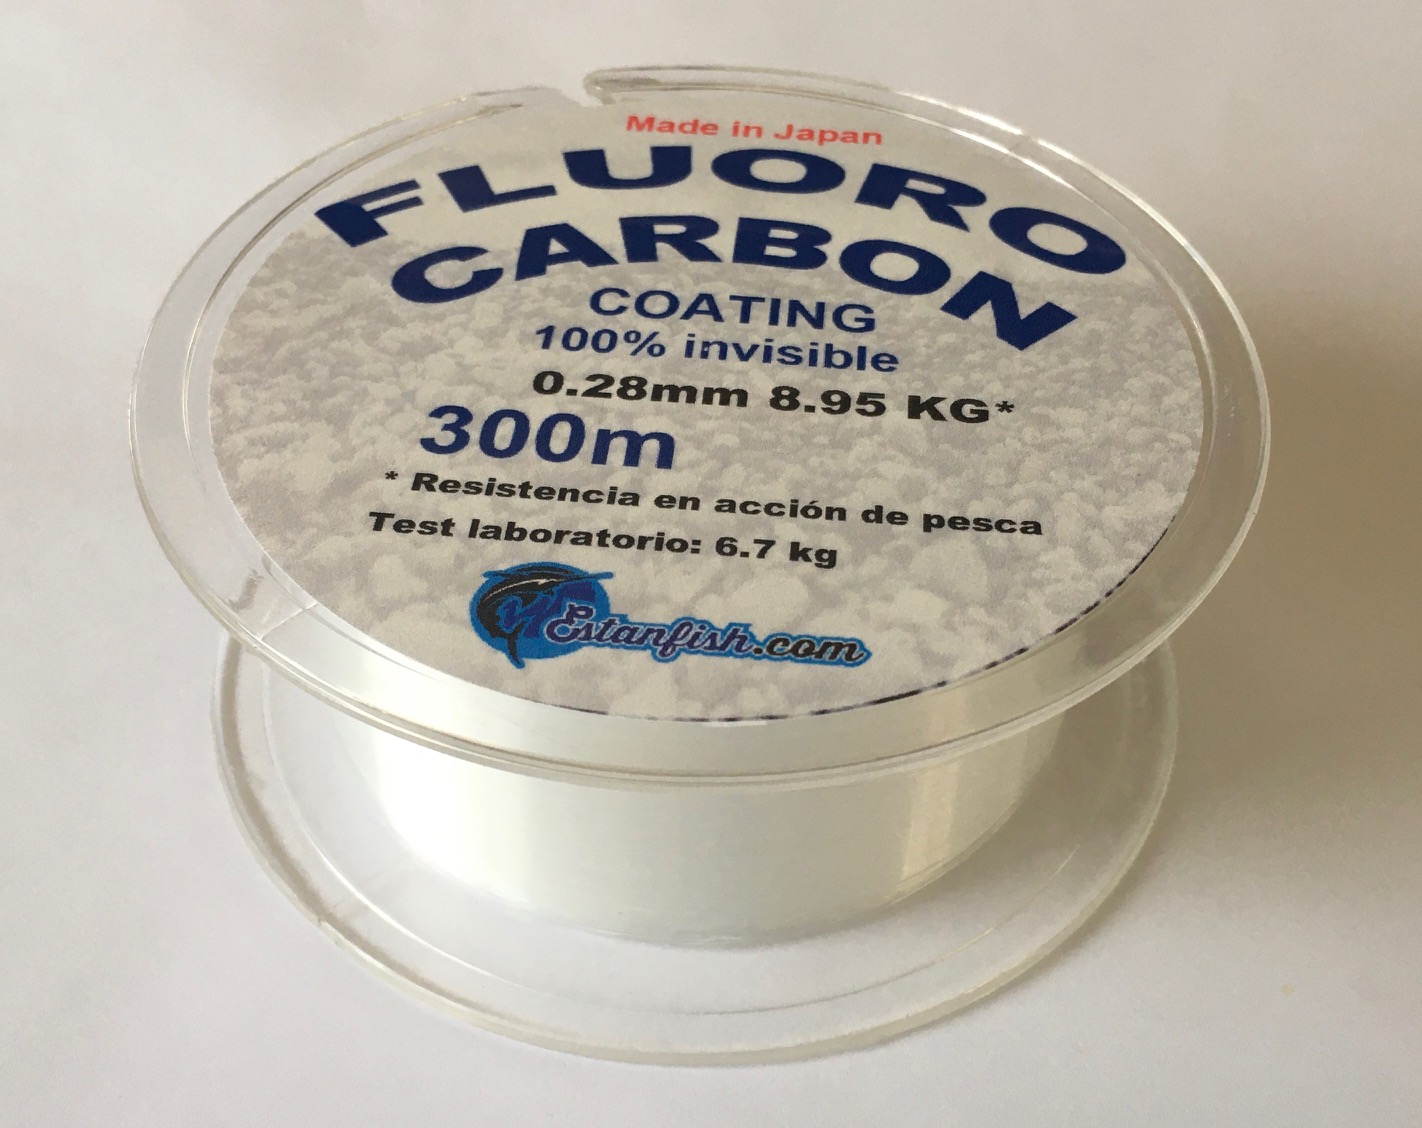 Made in Japan
FLUORO
CARBON
COATING
100% invisible
0.28mm 8.95 KG*
300m
* Resistencia en acción de pesca
Test laboratorio: 6.7 kg
Estanfish.com